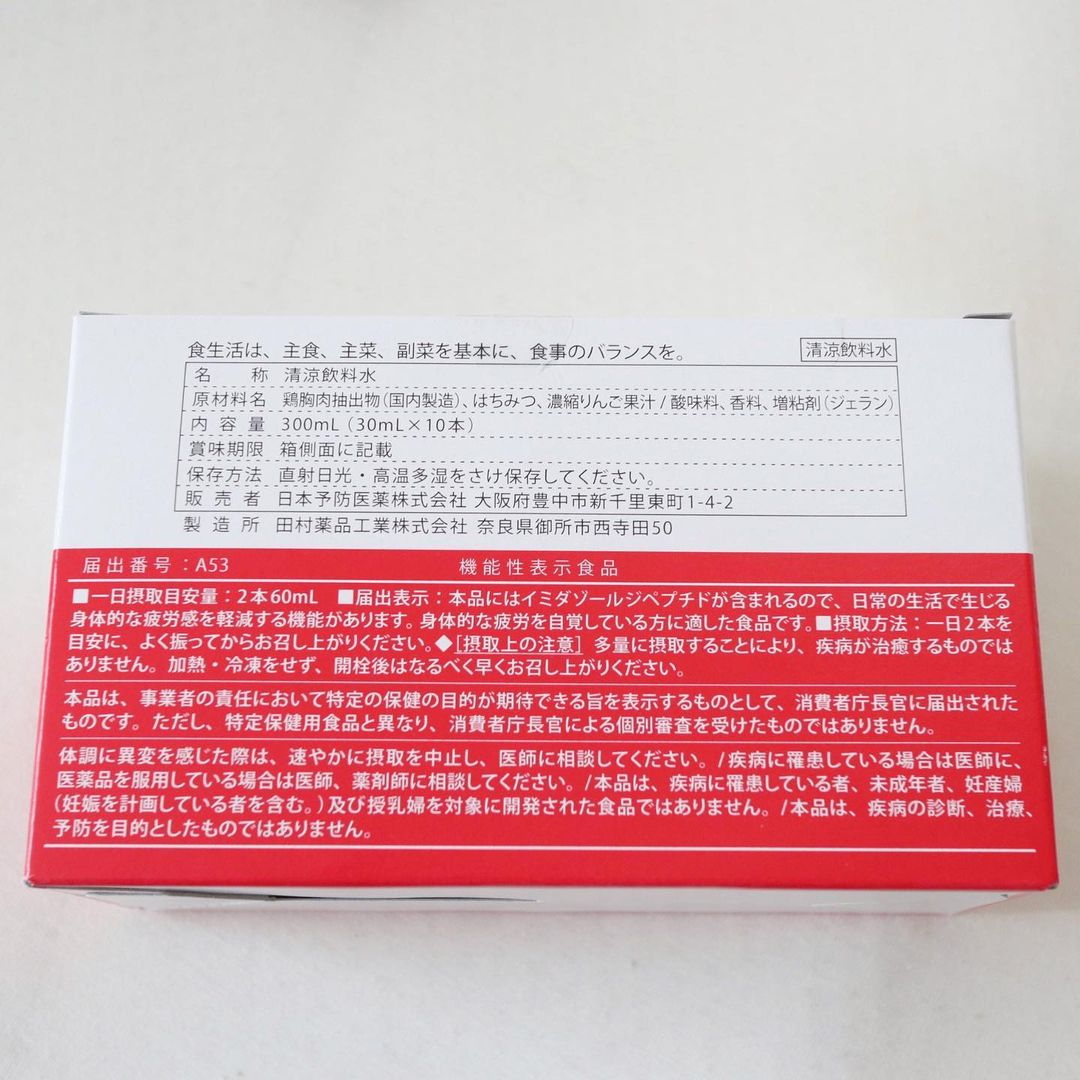 食生活は、主食、主菜、副菜を基本に、食事のバランスを。 清涼飲料水
名称 清涼飲料水
原材料名 鶏胸肉抽出物(国内製造)、はちみつ、濃縮りんご果汁/酸味料、香料、増粘剤(ジェラン)
内容量 300mL(30mL×10本)
賞味期限 箱側面に記載
保存方法 直射日光・高温多湿をさけ保存してください。
販売者 日本予防医薬株式会社 大阪府豊中市新千里東町1-4-2
製造所 田村薬品工業株式会社 奈良県御所市西寺田50
届出番号:A53 機能性表示食品
■一日摂取目安量:2本60mL ■届出表示:本品にはイミダゾールジペプチドが含まれるので、日常の生活で生じる
身体的な疲労感を軽減する機能があります。身体的な疲労を自覚している方に適した食品です。■摂取方法:一日2本を
目安に、よく振ってからお召し上がりください。◆[摂取上の注意] 多量に摂取することにより、疾病が治癒するものでは
ありません。加熱・冷凍をせず、開栓後はなるべく早くお召し上がりください。
本品は、事業者の責任において特定の保健の目的が期待できる旨を表示するものとして、消費者庁長官に届出された
ものです。ただし、特定保健用食品と異なり、消費者庁長官による個別審査を受けたものではありません。
体調に異変を感じた際は、速やかに摂取を中止し、医師に相談してください。/疾病に罹患している場合は医師に、
医薬品を服用している場合は医師、薬剤師に相談してください。/本品は、疾病に罹患している者、未成年者、妊産婦
(妊娠を計画している者を含む。)及び授乳婦を対象に開発された食品ではありません。/本品は、疾病の診断、治療、
予防を目的としたものではありません。